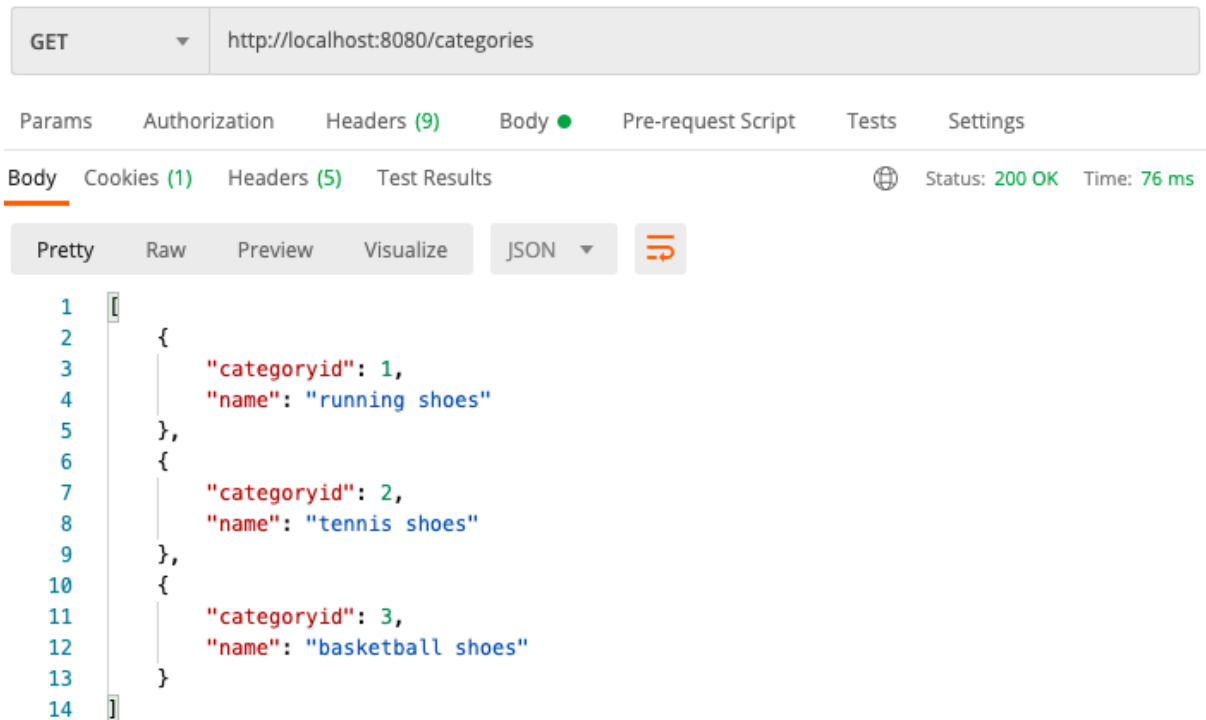 GET http://localhost:8080/categories
Params Authorization Headers (9) Body Pre-request Script Tests Settings
Body Cookies (1) Headers (5) Test Results Status: 200 OK Time: 76 ms
Pretty Raw Preview Visualize JSON
1 [
2 {
3 "categoryid": 1,
4 "name": "running shoes"
5 },
6 {
7 "categoryid": 2,
8 "name": "tennis shoes"
9 },
10 {
11 "categoryid": 3,
12 "name": "basketball shoes"
13 }
14 ]